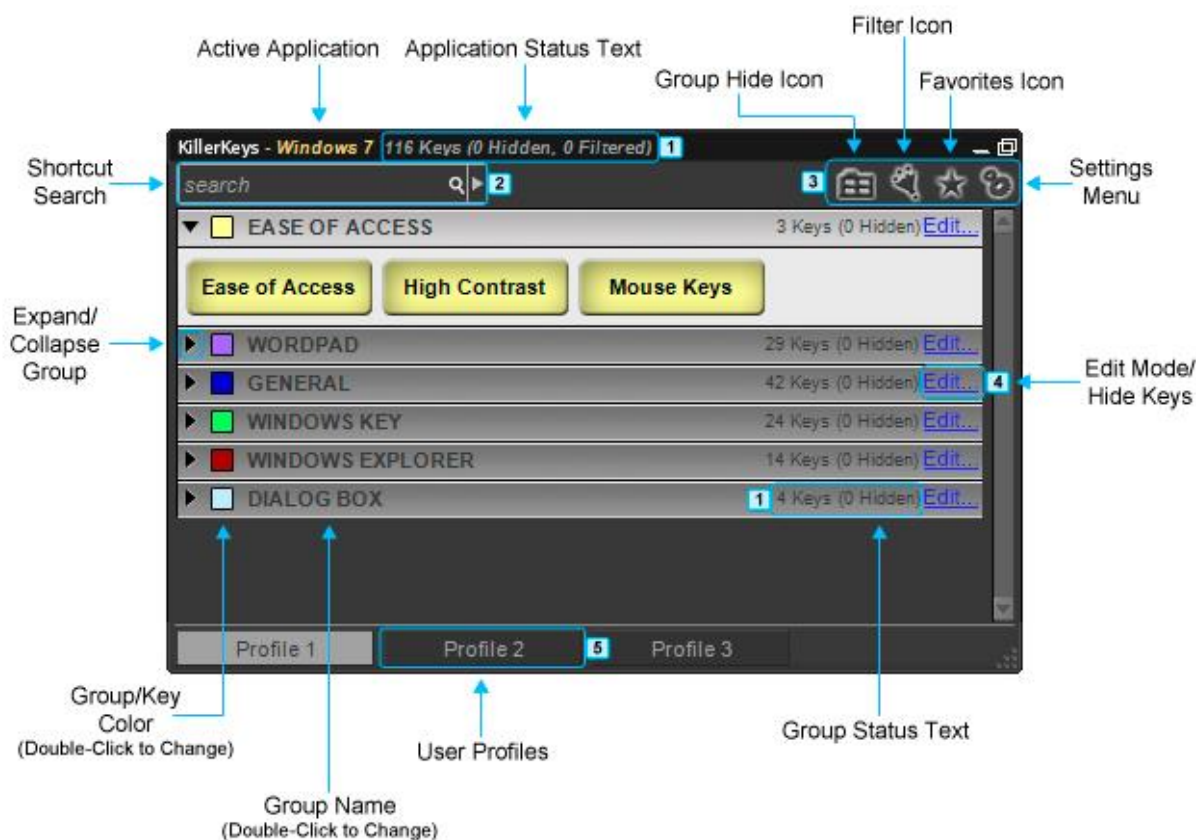 Filter Icon
Active Application
Application Status Text
Group Hide Icon
Favorites Icon
KillerKeys - Windows 7 116 Keys (0 Hidden, 0 Filtered) 1
Shortcut
Search
search
2
3
Settings
Menu
EASE OF ACCESS 3 Keys (0 Hidden) Edit...
Ease of Access High Contrast Mouse Keys
Expand/
Collapse
Group
WORDPAD 29 Keys (0 Hidden) Edit...
GENERAL 42 Keys (0 Hidden) Edit... 4
Edit Mode/
Hide Keys
WINDOWS KEY 24 Keys (0 Hidden) Edit...
WINDOWS EXPLORER 14 Keys (0 Hidden) Edit...
DIALOG BOX 1 4 Keys (0 Hidden) Edit...
Profile 1 Profile 2 5 Profile 3
Group/Key
Color
(Double-Click to Change)
User Profiles
Group Status Text
Group Name
(Double-Click to Change)